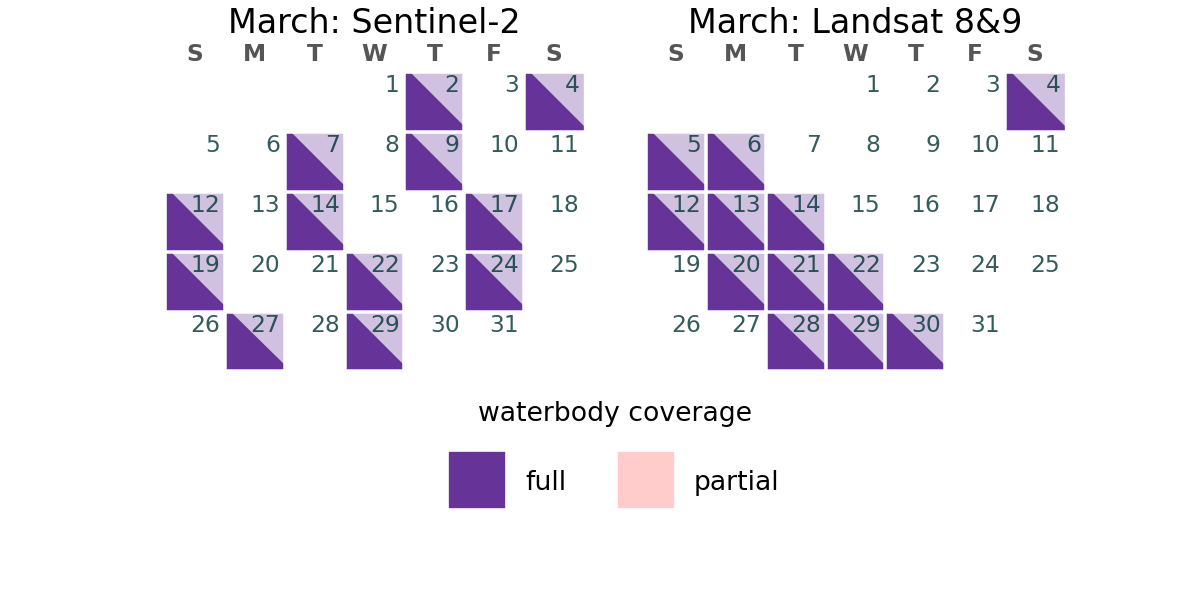 March: Sentinel-2
S M T W T F S
1 2 3 4
5 6 7 8 9 10 11
12 13 14 15 16 17 18
19 20 21 22 23 24 25
26 27 28 29 30 31
March: Landsat 8&9
S M T W T F S
1 2 3 4
5 6 7 8 9 10 11
12 13 14 15 16 17 18
19 20 21 22 23 24 25
26 27 28 29 30 31
waterbody coverage
full partial